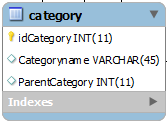 category
idCategory INT(11)
Categoryname VARCHAR(45)
ParentCategory INT(11)
Indexes